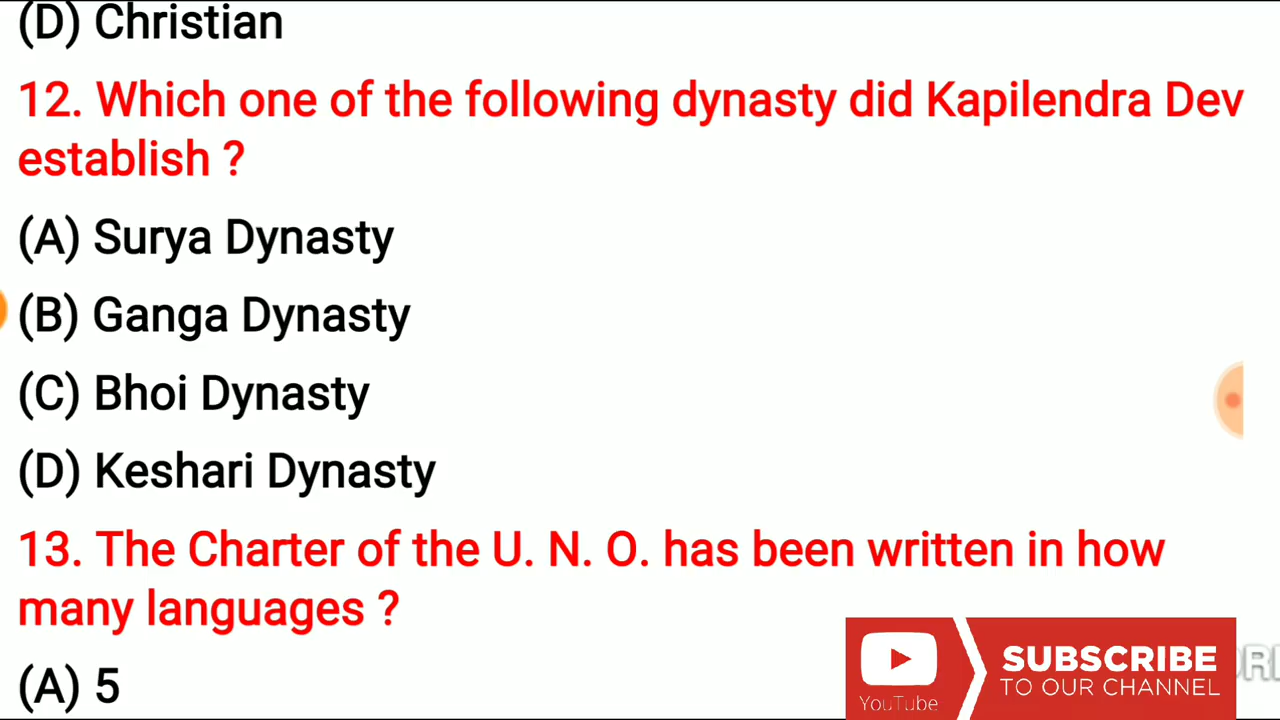 (D) Christian
12. Which one of the following dynasty did Kapilendra Dev
establish ?
(A) Surya Dynasty
(B) Ganga Dynasty
(C) Bhoi Dynasty
(D) Keshari Dynasty
13. The Charter of the U. N. O. has been written in how
many languages ?
(A) 5
SUBSCRIBE
TO OUR CHANNEL
YouTube